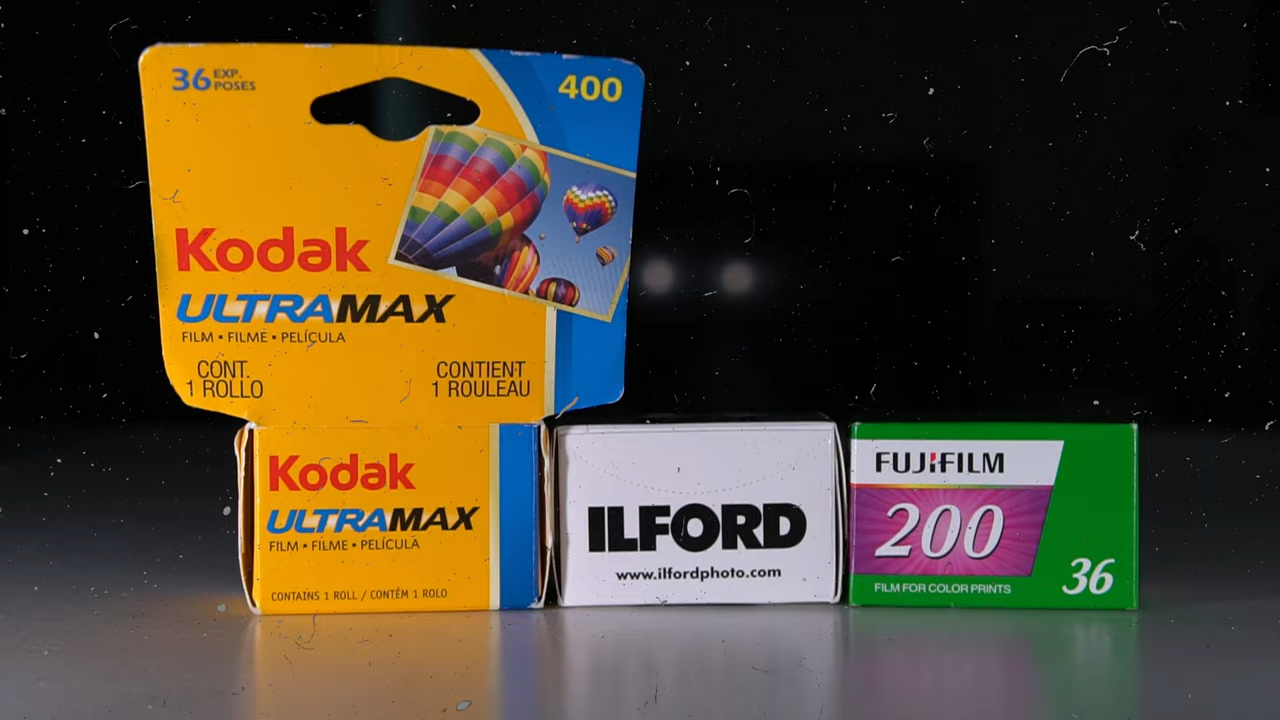 36 EXP.
POSES
400
Kodak
ULTRAMAX
FILM • FILME • PELÍCULA
CONT.
1 ROLLO
CONTIENT
1 ROULEAU
Kodak
ULTRAMAX
FILM • FILME • PELÍCULA
CONTAINS 1 ROLL / CONTÉM 1 ROLO
ILFORD
www.ilfordphoto.com
FUJIFILM
200
FILM FOR COLOR PRINTS
36